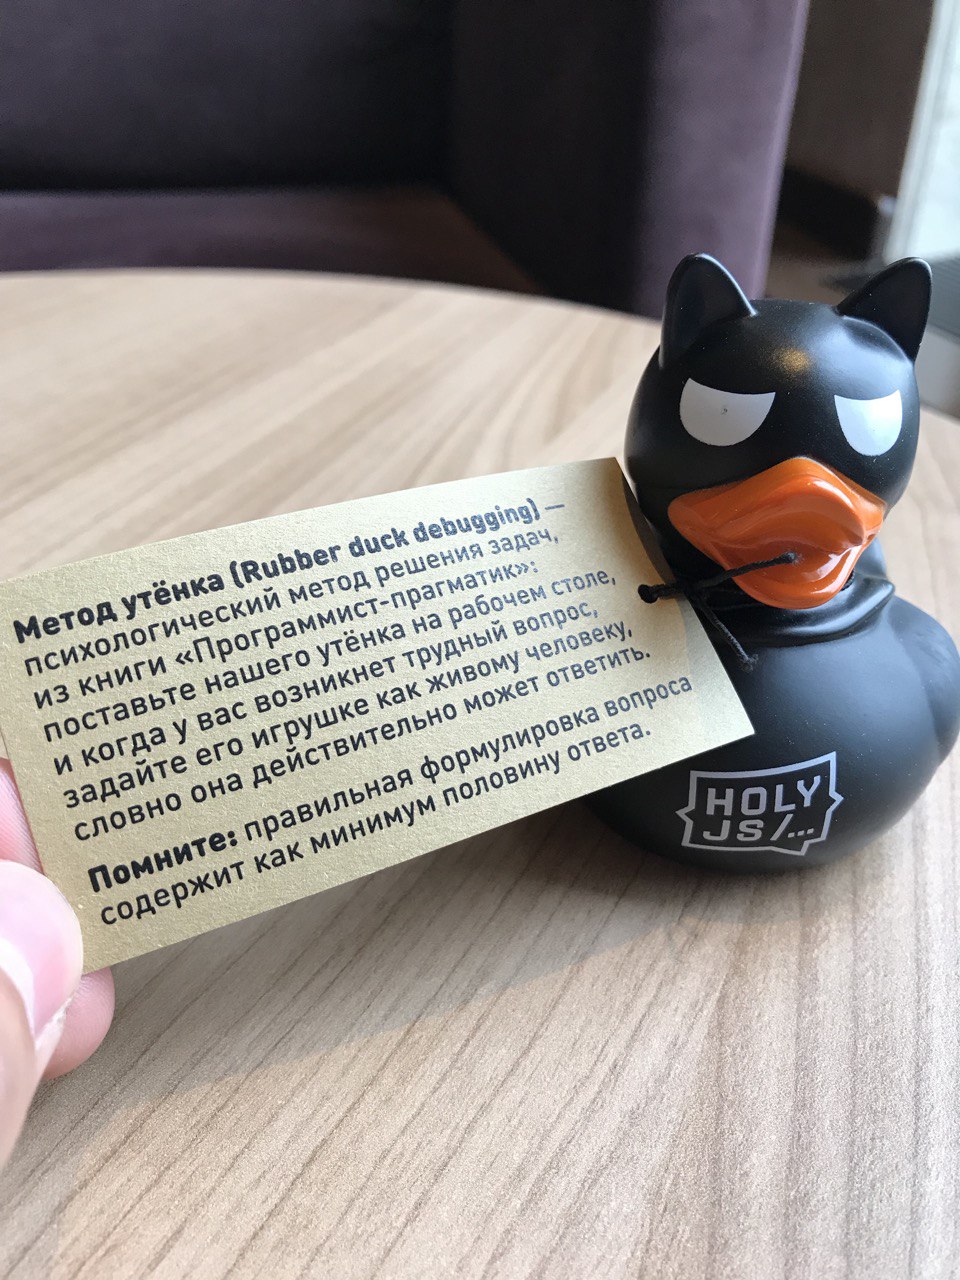 Метод утёнка (Rubber duck debugging) —
психологический метод решения задач,
из книги «Программист-прагматик»:
поставьте нашего утёнка на рабочем столе,
и когда у вас возникнет трудный вопрос,
задайте его игрушке как живому человеку,
словно она действительно может ответить.
Помните: правильная формулировка вопроса
содержит как минимум половину ответа.
HOLY
JS/...